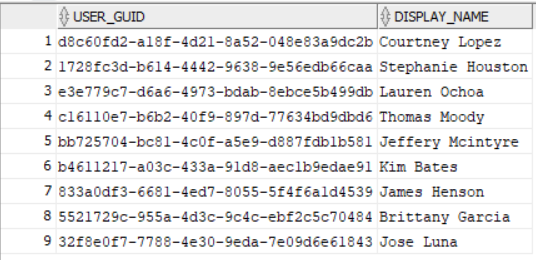 USER_GUID DISPLAY_NAME
1 d8c60fd2-a18f-4d21-8a52-048e83a9dc2b Courtney Lopez
2 1728fc3d-b614-4442-9638-9e56edb66caa Stephanie Houston
3 e3e779c7-d6a6-4973-bdab-8ebce5b499db Lauren Ochoa
4 c16110e7-b6b2-40f9-897d-77634bd9dbd6 Thomas Moody
5 bb725704-bc81-4c0f-a5e9-d887fdb1b581 Jeffery Mcintyre
6 b4611217-a03c-433a-91d8-aec1b9edae91 Kim Bates
7 833a0df3-6681-4ed7-8055-5f4f6a1d4539 James Henson
8 5521729c-955a-4d3c-9c4c-ebf2c5c70484 Brittany Garcia
9 32f8e0f7-7788-4e30-9eda-7e09d6e61843 Jose Luna